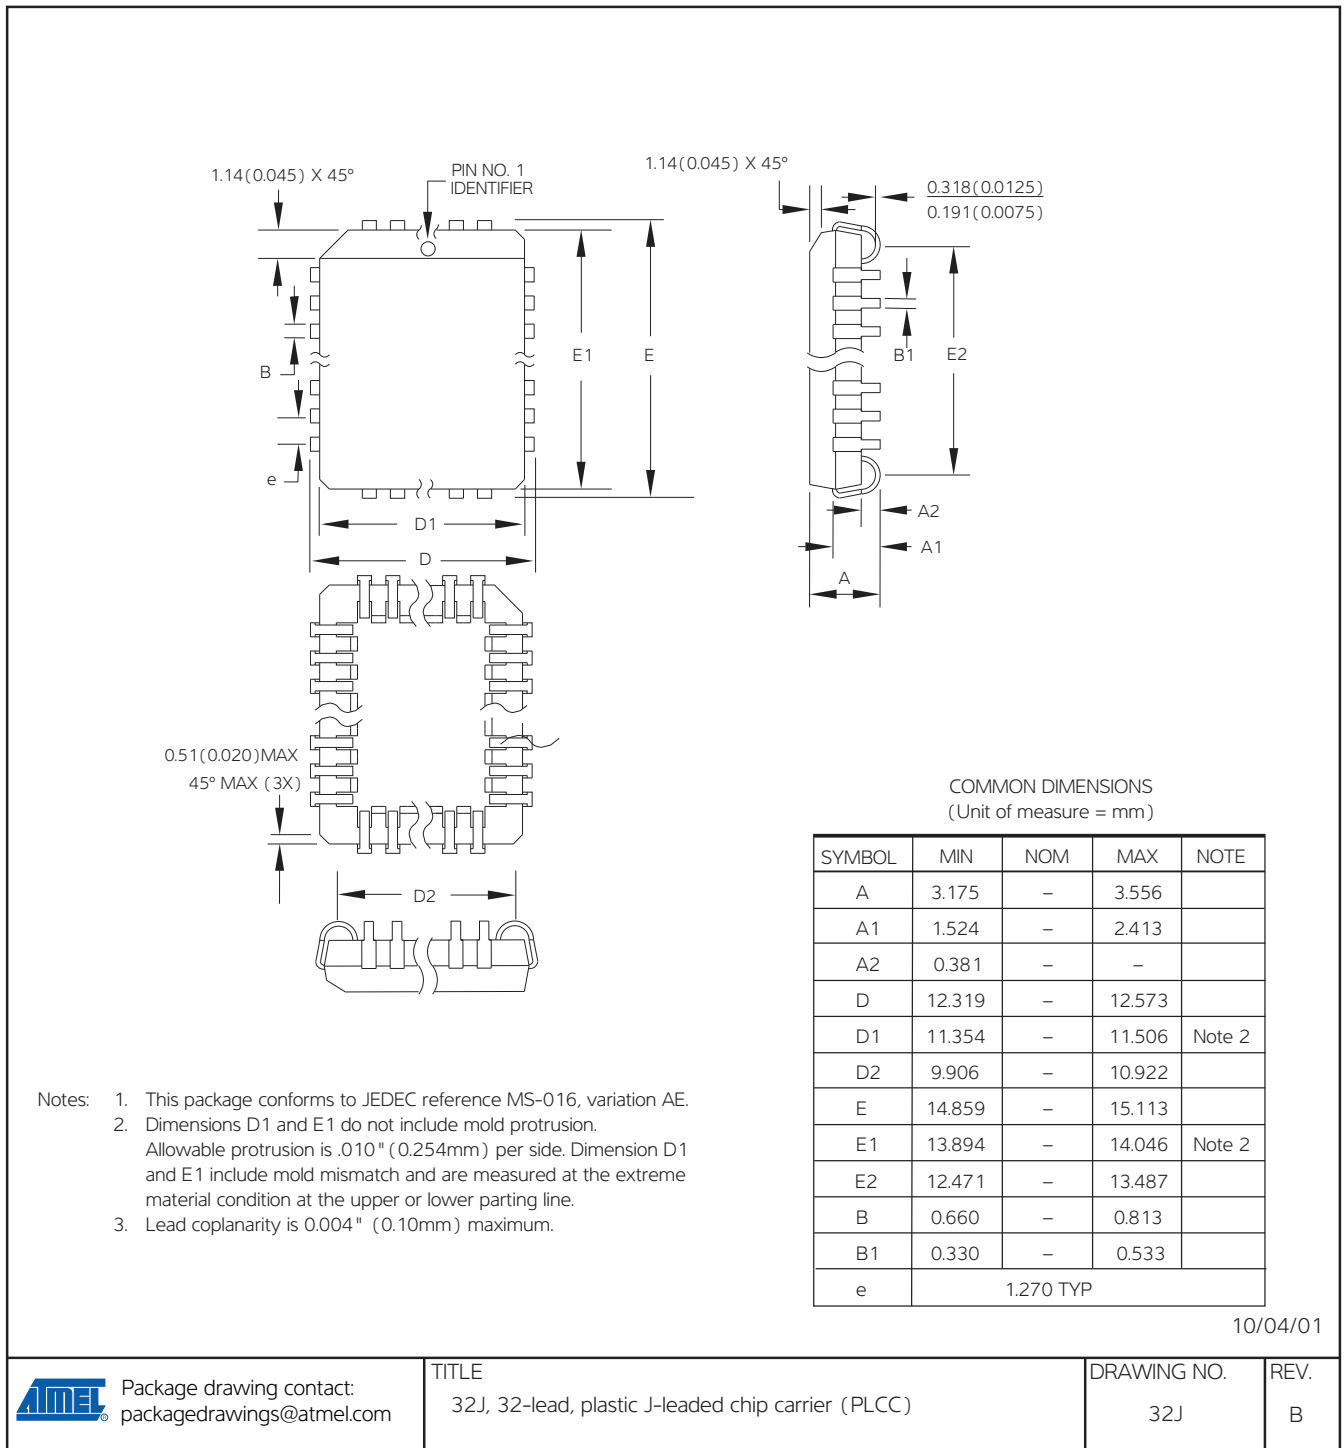 1.14(0.045) X 45°
PIN NO. 1
IDENTIFIER
1.14(0.045) X 45°
0.318(0.0125)
0.191(0.0075)
B
e
E1
E
B1
E2
D1
D
A2
A1
A
0.51(0.020)MAX
45° MAX (3X)
D2
COMMON DIMENSIONS
(Unit of measure = mm)
SYMBOL MIN NOM MAX NOTE
A 3.175 – 3.556
A1 1.524 – 2.413
A2 0.381 – –
D 12.319 – 12.573
D1 11.354 – 11.506 Note 2
D2 9.906 – 10.922
E 14.859 – 15.113
E1 13.894 – 14.046 Note 2
E2 12.471 – 13.487
B 0.660 – 0.813
B1 0.330 – 0.533
e 1.270 TYP
Notes: 1. This package conforms to JEDEC reference MS-016, variation AE.
2. Dimensions D1 and E1 do not include mold protrusion.
Allowable protrusion is .010"(0.254mm) per side. Dimension D1
and E1 include mold mismatch and are measured at the extreme
material condition at the upper or lower parting line.
3. Lead coplanarity is 0.004" (0.10mm) maximum.
10/04/01
ATMEL ®
Package drawing contact:
packagedrawings@atmel.com
TITLE
32J, 32-lead, plastic J-leaded chip carrier (PLCC)
DRAWING NO.
32J
REV.
B